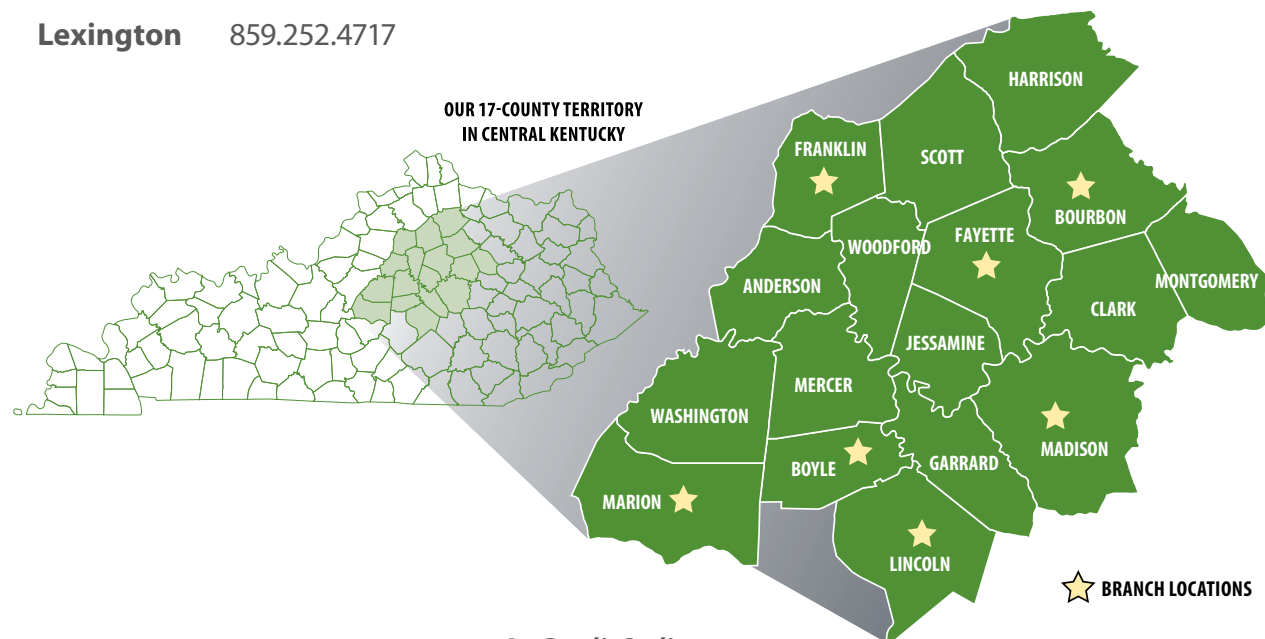 Lexington 859.252.4717
OUR 17-COUNTY TERRITORY
IN CENTRAL KENTUCKY
HARRISON
FRANKLIN
SCOTT
BOURBON
WOODFORD
FAYETTE
ANDERSON
MONTGOMERY
CLARK
JESSAMINE
MERCER
WASHINGTON
MADISON
BOYLE
GARRARD
MARION
LINCOLN
BRANCH LOCATIONS